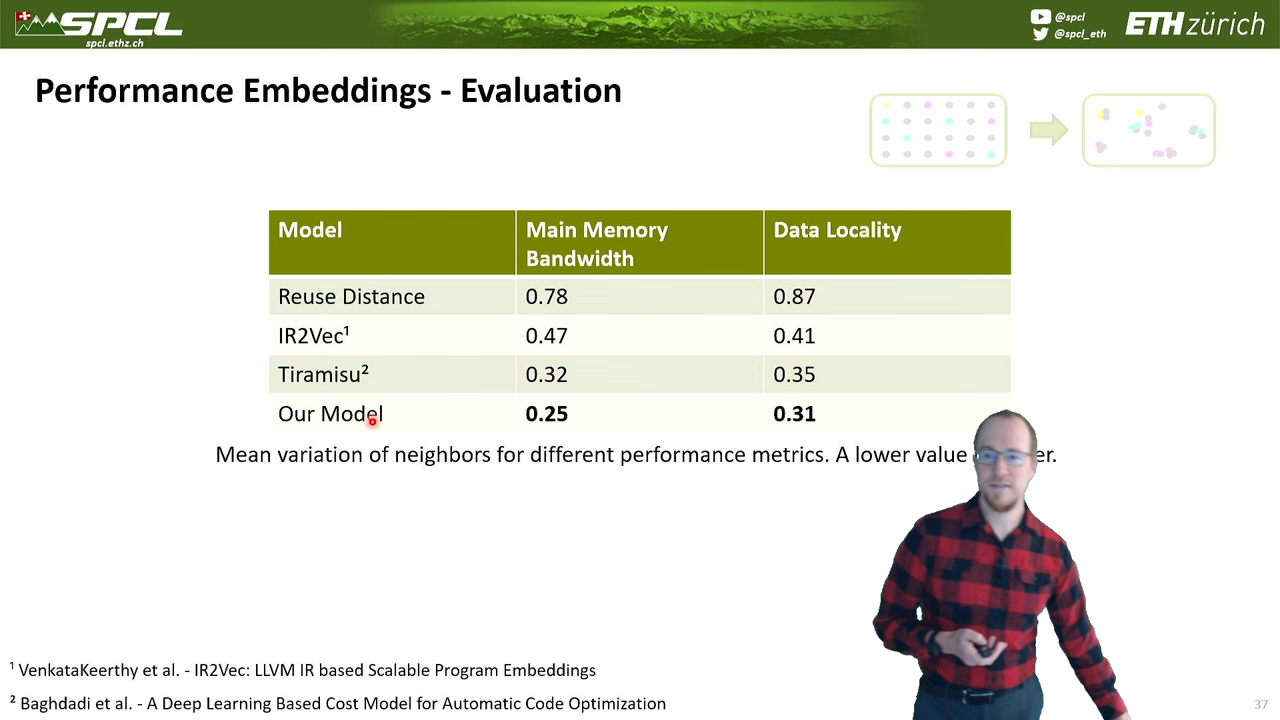 SPCL
spcl.ethz.ch
@spcl
@spcl_eth
ETH zürich
Performance Embeddings - Evaluation
Model Main Memory Bandwidth Data Locality
Reuse Distance 0.78 0.87
IR2Vec¹ 0.47 0.41
Tiramisu² 0.32 0.35
Our Model 0.25 0.31
Mean variation of neighbors for different performance metrics. A lower value
¹ VenkataKeerthy et al. - IR2Vec: LLVM IR based Scalable Program Embeddings
² Baghdadi et al. - A Deep Learning Based Cost Model for Automatic Code Optimization
37